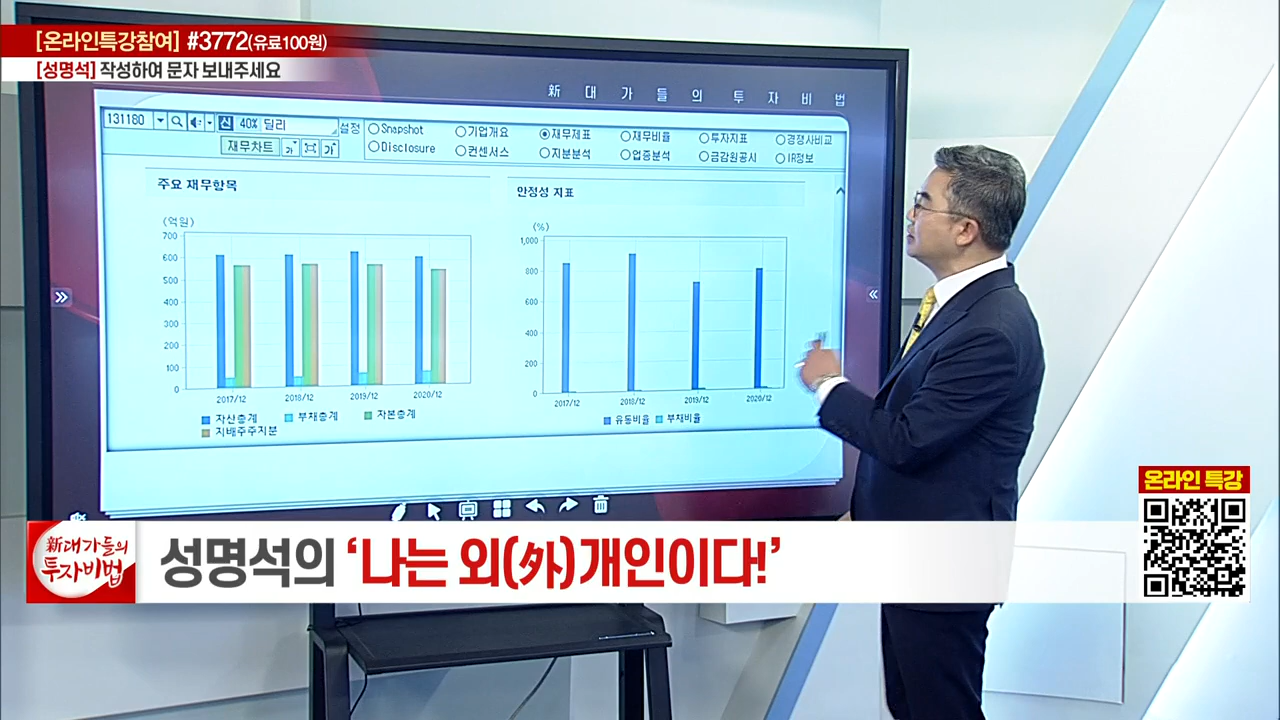 [온라인특강참여] #3772(유료100원)
[성명석] 작성하여 문자 보내주세요
新 대 가 들 의 투 자 비 법
131180 신 40% 딜리 설정 Snapshot 기업개요 재무제표 재무비율 투자지표 경쟁사비교
재무차트 가 가 Disclosure 컨센서스 지분분석 업종분석 금감원공시 IR정보
주요 재무항목
(억원)
700
600
500
400
300
200
100
0
2017/12 2018/12 2019/12 2020/12
자산총계 부채총계 자본총계
지배주주지분
안정성 지표
(%)
1,000
800
600
400
200
0
2017/12 2018/12 2019/12 2020/12
유동비율 부채비율
온라인 특강
新대가들의
투자비법
성명석의 ‘나는 외(外)개인이다!’